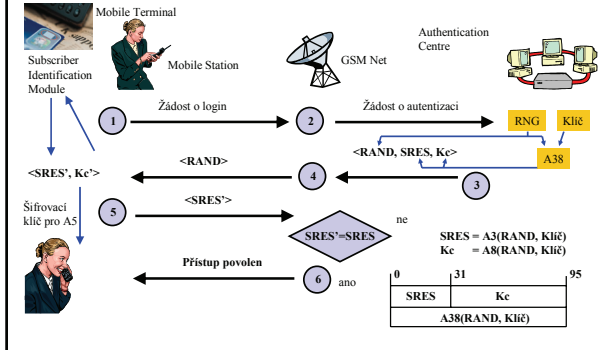 Mobile Terminal
Subscriber
Identification
Module
Mobile Station
GSM Net
Authentication
Centre
1
Žádost o login
2
Žádost o autentizaci
RNG
Klíč
<RAND, SRES, Kc>
A38
<RAND>
4
3
<SRES', Kc'>
<SRES'>
Šifrovací
klíč pro A5
5
SRES'=SRES
ne
SRES = A3(RAND, Klíč)
Kc = A8(RAND, Klíč)
Přístup povolen
6
ano
0 31 95
SRES Kc
A38(RAND, Klíč)